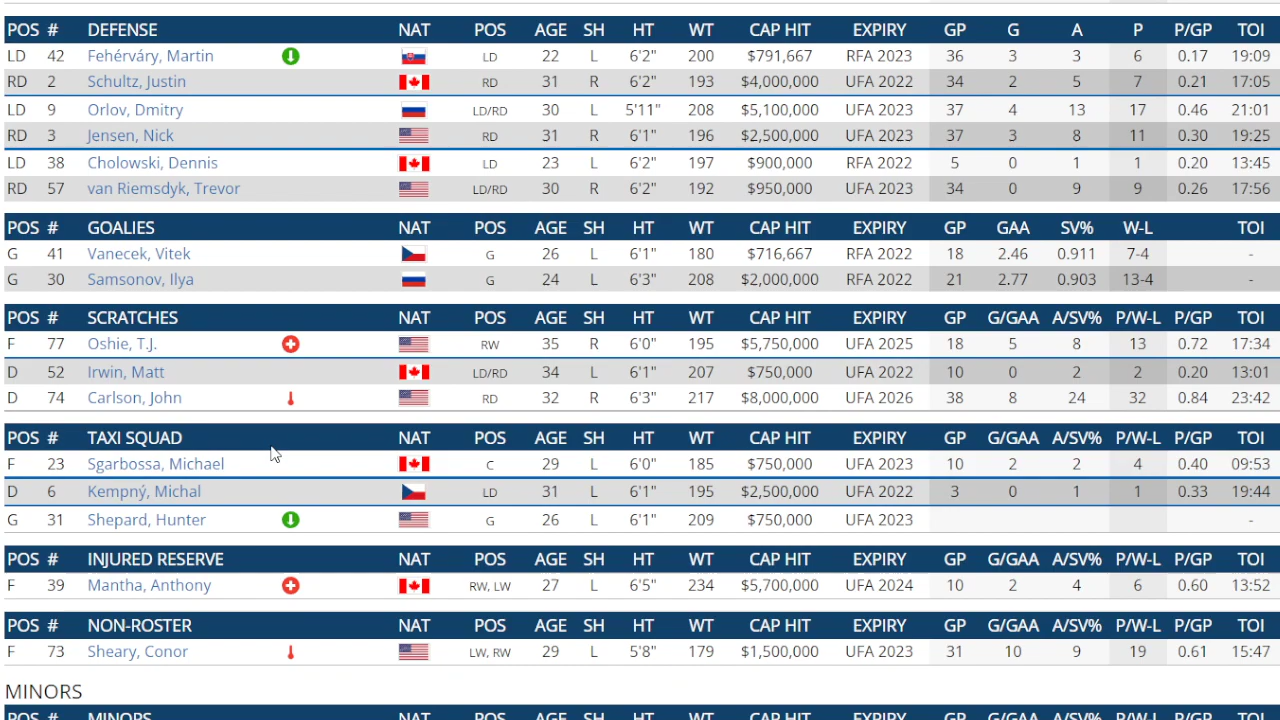 POS # DEFENSE NAT POS AGE SH HT WT CAP HIT EXPIRY GP G A P P/GP TOI
LD 42 Fehérváry, Martin LD 22 L 6'2" 200 $791,667 RFA 2023 36 3 3 6 0.17 19:09
RD 2 Schultz, Justin RD 31 R 6'2" 193 $4,000,000 UFA 2022 34 2 5 7 0.21 17:05
LD 9 Orlov, Dmitry LD/RD 30 L 5'11" 208 $5,100,000 UFA 2023 37 4 13 17 0.46 21:01
RD 3 Jensen, Nick RD 31 R 6'1" 196 $2,500,000 UFA 2023 37 3 8 11 0.30 19:23
LD 38 Cholowski, Dennis LD 23 L 6'2" 197 $900,000 RFA 2022 5 0 1 1 0.20 13:45
RD 57 van Riemsdyk, Trevor LD/RD 30 R 6'2" 192 $950,000 UFA 2023 34 0 9 9 0.26 17:56
POS # GOALIES NAT POS AGE SH HT WT CAP HIT EXPIRY GP GAA SV% W-L TOI
G 41 Vanecek, Vitek G 26 L 6'1" 180 $716,667 RFA 2022 18 2.46 0.911 7-4 -
G 30 Samsonov, Ilya G 24 L 6'3" 208 $2,000,000 RFA 2022 21 2.77 0.903 13-4 -
POS # SCRATCHES NAT POS AGE SH HT WT CAP HIT EXPIRY GP G/GAA A/SV% P/W-L P/GP TOI
F 77 Oshie, T.J. RW 35 R 6'0" 195 $5,750,000 UFA 2025 18 5 8 13 0.72 17:34
D 52 Irwin, Matt LD/RD 34 L 6'1" 207 $750,000 UFA 2022 10 0 2 2 0.20 13:01
D 74 Carlson, John RD 32 R 6'3" 217 $8,000,000 UFA 2026 38 8 24 32 0.84 23:42
POS # TAXI SQUAD NAT POS AGE SH HT WT CAP HIT EXPIRY GP G/GAA A/SV% P/W-L P/GP TOI
F 23 Sgarbossa, Michael C 29 L 6'0" 185 $750,000 UFA 2023 10 2 2 4 0.40 09:53
D 6 Kempný, Michal LD 31 L 6'1" 195 $2,500,000 UFA 2022 3 0 1 1 0.33 19:44
G 31 Shepard, Hunter G 26 L 6'1" 209 $750,000 UFA 2023 -
POS # INJURED RESERVE NAT POS AGE SH HT WT CAP HIT EXPIRY GP G/GAA A/SV% P/W-L P/GP TOI
F 39 Mantha, Anthony RW, LW 27 L 6'5" 234 $5,700,000 UFA 2024 10 2 4 6 0.60 13:52
POS # NON-ROSTER NAT POS AGE SH HT WT CAP HIT EXPIRY GP G/GAA A/SV% P/W-L P/GP TOI
F 73 Sheary, Conor LW, RW 29 L 5'8" 179 $1,500,000 UFA 2023 31 10 9 19 0.61 15:47
MINORS
POS # MINORS NAT POS AGE SH HT WT CAP HIT EXPIRY GP G/GAA A/SV% P/W-L P/GP TOI